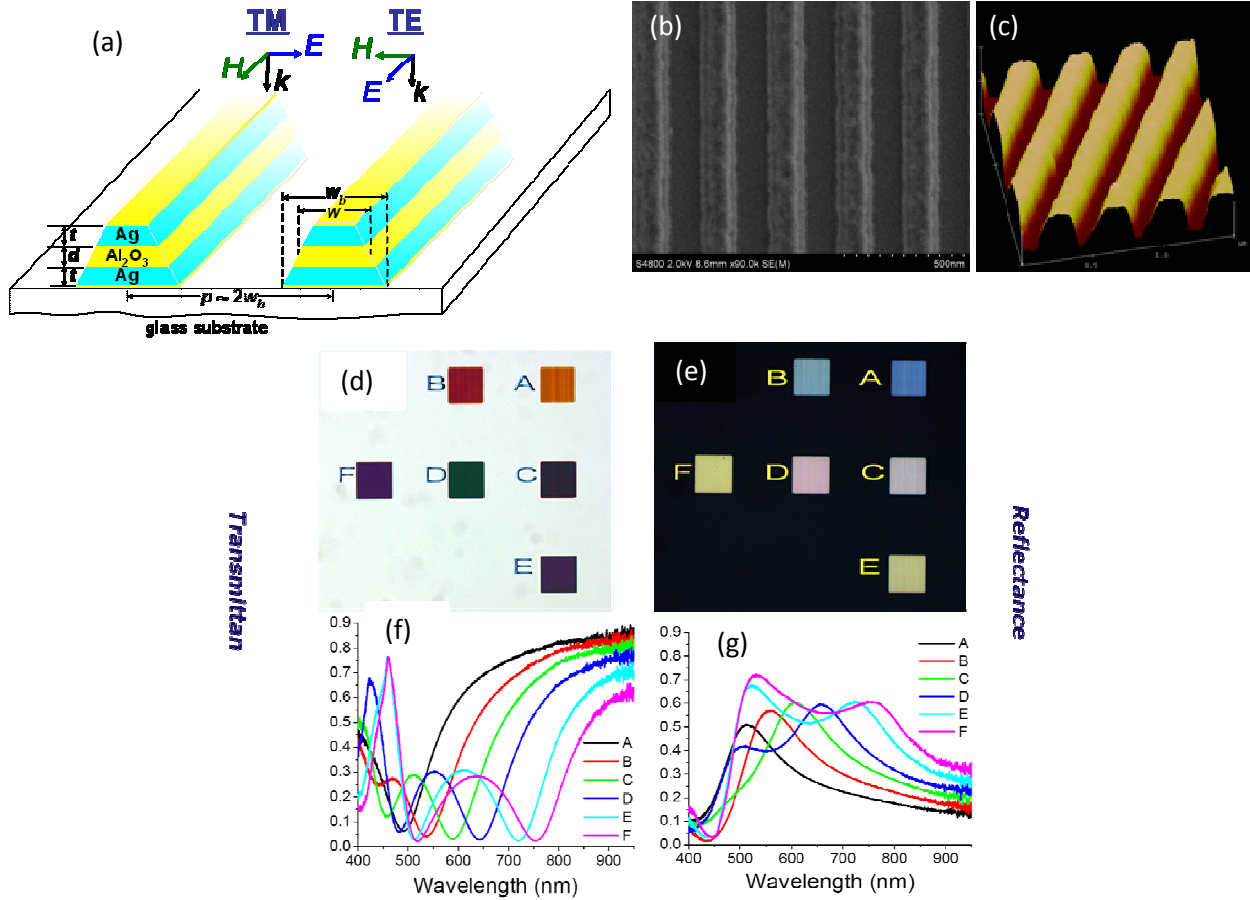 (a)
TM
TE
E
H
k
H
E
k
w_b
w
t
Ag
d
Al2O3
t
Ag
p ~ 2w_b
glass substrate
(b)
S4800 2.0kV 8.6mm x90.0k SE(M)
500nm
(c)
(d)
B
A
F
D
C
E
(e)
B
A
F
D
C
E
Transmittan
Reflectance
(f)
0.9
0.8
0.7
0.6
0.5
0.4
0.3
0.2
0.1
0.0
A
B
C
D
E
F
400 500 600 700 800 900
Wavelength (nm)
(g)
0.9
0.8
0.7
0.6
0.5
0.4
0.3
0.2
0.1
0.0
A
B
C
D
E
F
400 500 600 700 800 900
Wavelength (nm)